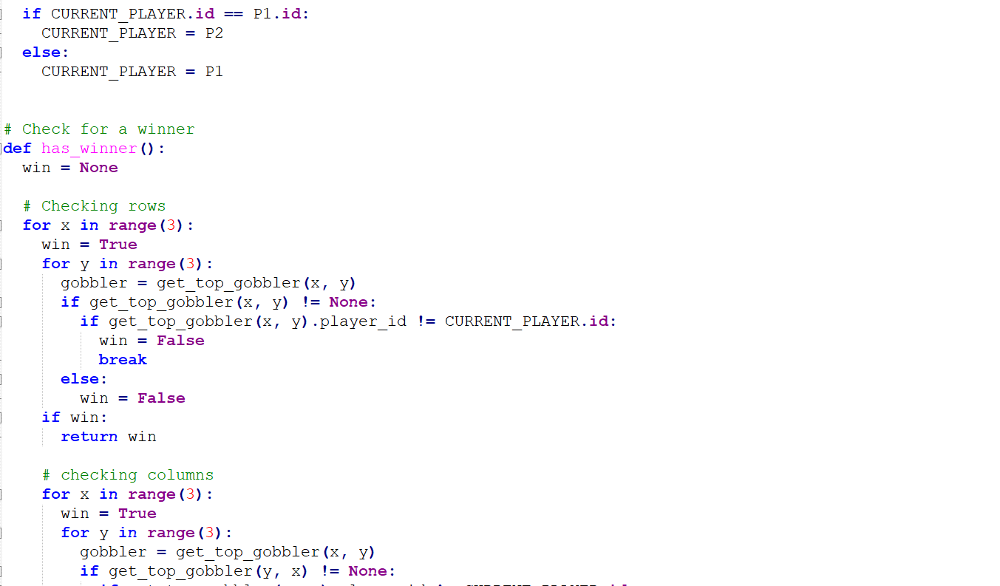 if CURRENT_PLAYER.id == P1.id:
CURRENT_PLAYER = P2
else:
CURRENT_PLAYER = P1
# Check for a winner
def has_winner():
win = None
# Checking rows
for x in range(3):
win = True
for y in range(3):
gobbler = get_top_gobbler(x, y)
if get_top_gobbler(x, y) != None:
if get_top_gobbler(x, y).player_id != CURRENT_PLAYER.id:
win = False
break
else:
win = False
if win:
return win
# checking columns
for x in range(3):
win = True
for y in range(3):
gobbler = get_top_gobbler(x, y)
if get_top_gobbler(y, x) != None: